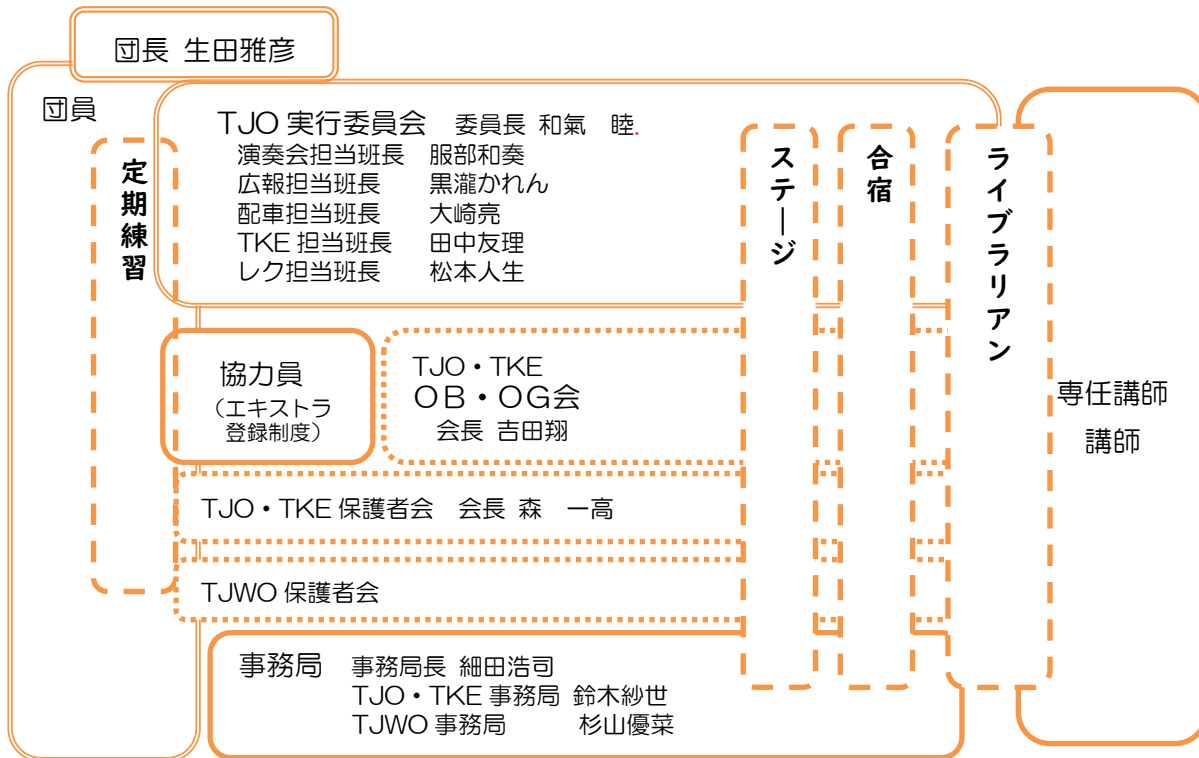 団長 生田雅彦
団員
定期練習
TJO 実行委員会 委員長 和氣 睦.
演奏会担当班長 服部和奏
広報担当班長 黒瀧かれん
配車担当班長 大崎亮
TKE 担当班長 田中友理
レク担当班長 松本人生
ステージ
合宿
ライブラリアン
専任講師
講師
協力員
（エキストラ
登録制度）
TJO・TKE
OB・OG会
会長 吉田翔
TJO・TKE 保護者会 会長 森 一高
TJWO 保護者会
事務局 事務局長 細田浩司
TJO・TKE 事務局 鈴木紗世
TJWO 事務局 杉山優菜